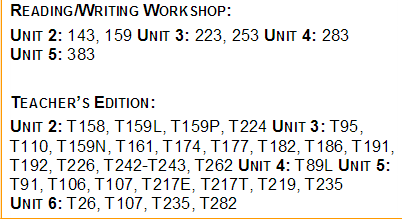 READING/WRITING WORKSHOP:
UNIT 2: 143, 159 UNIT 3: 223, 253 UNIT 4: 283
UNIT 5: 383
TEACHER'S EDITION:
UNIT 2: T158, T159L, T159P, T224 UNIT 3: T95,
T110, T159N, T161, T174, T177, T182, T186, T191,
T192, T226, T242-T243, T262 UNIT 4: T89L UNIT 5:
T91, T106, T107, T217E, T217T, T219, T235
UNIT 6: T26, T107, T235, T282